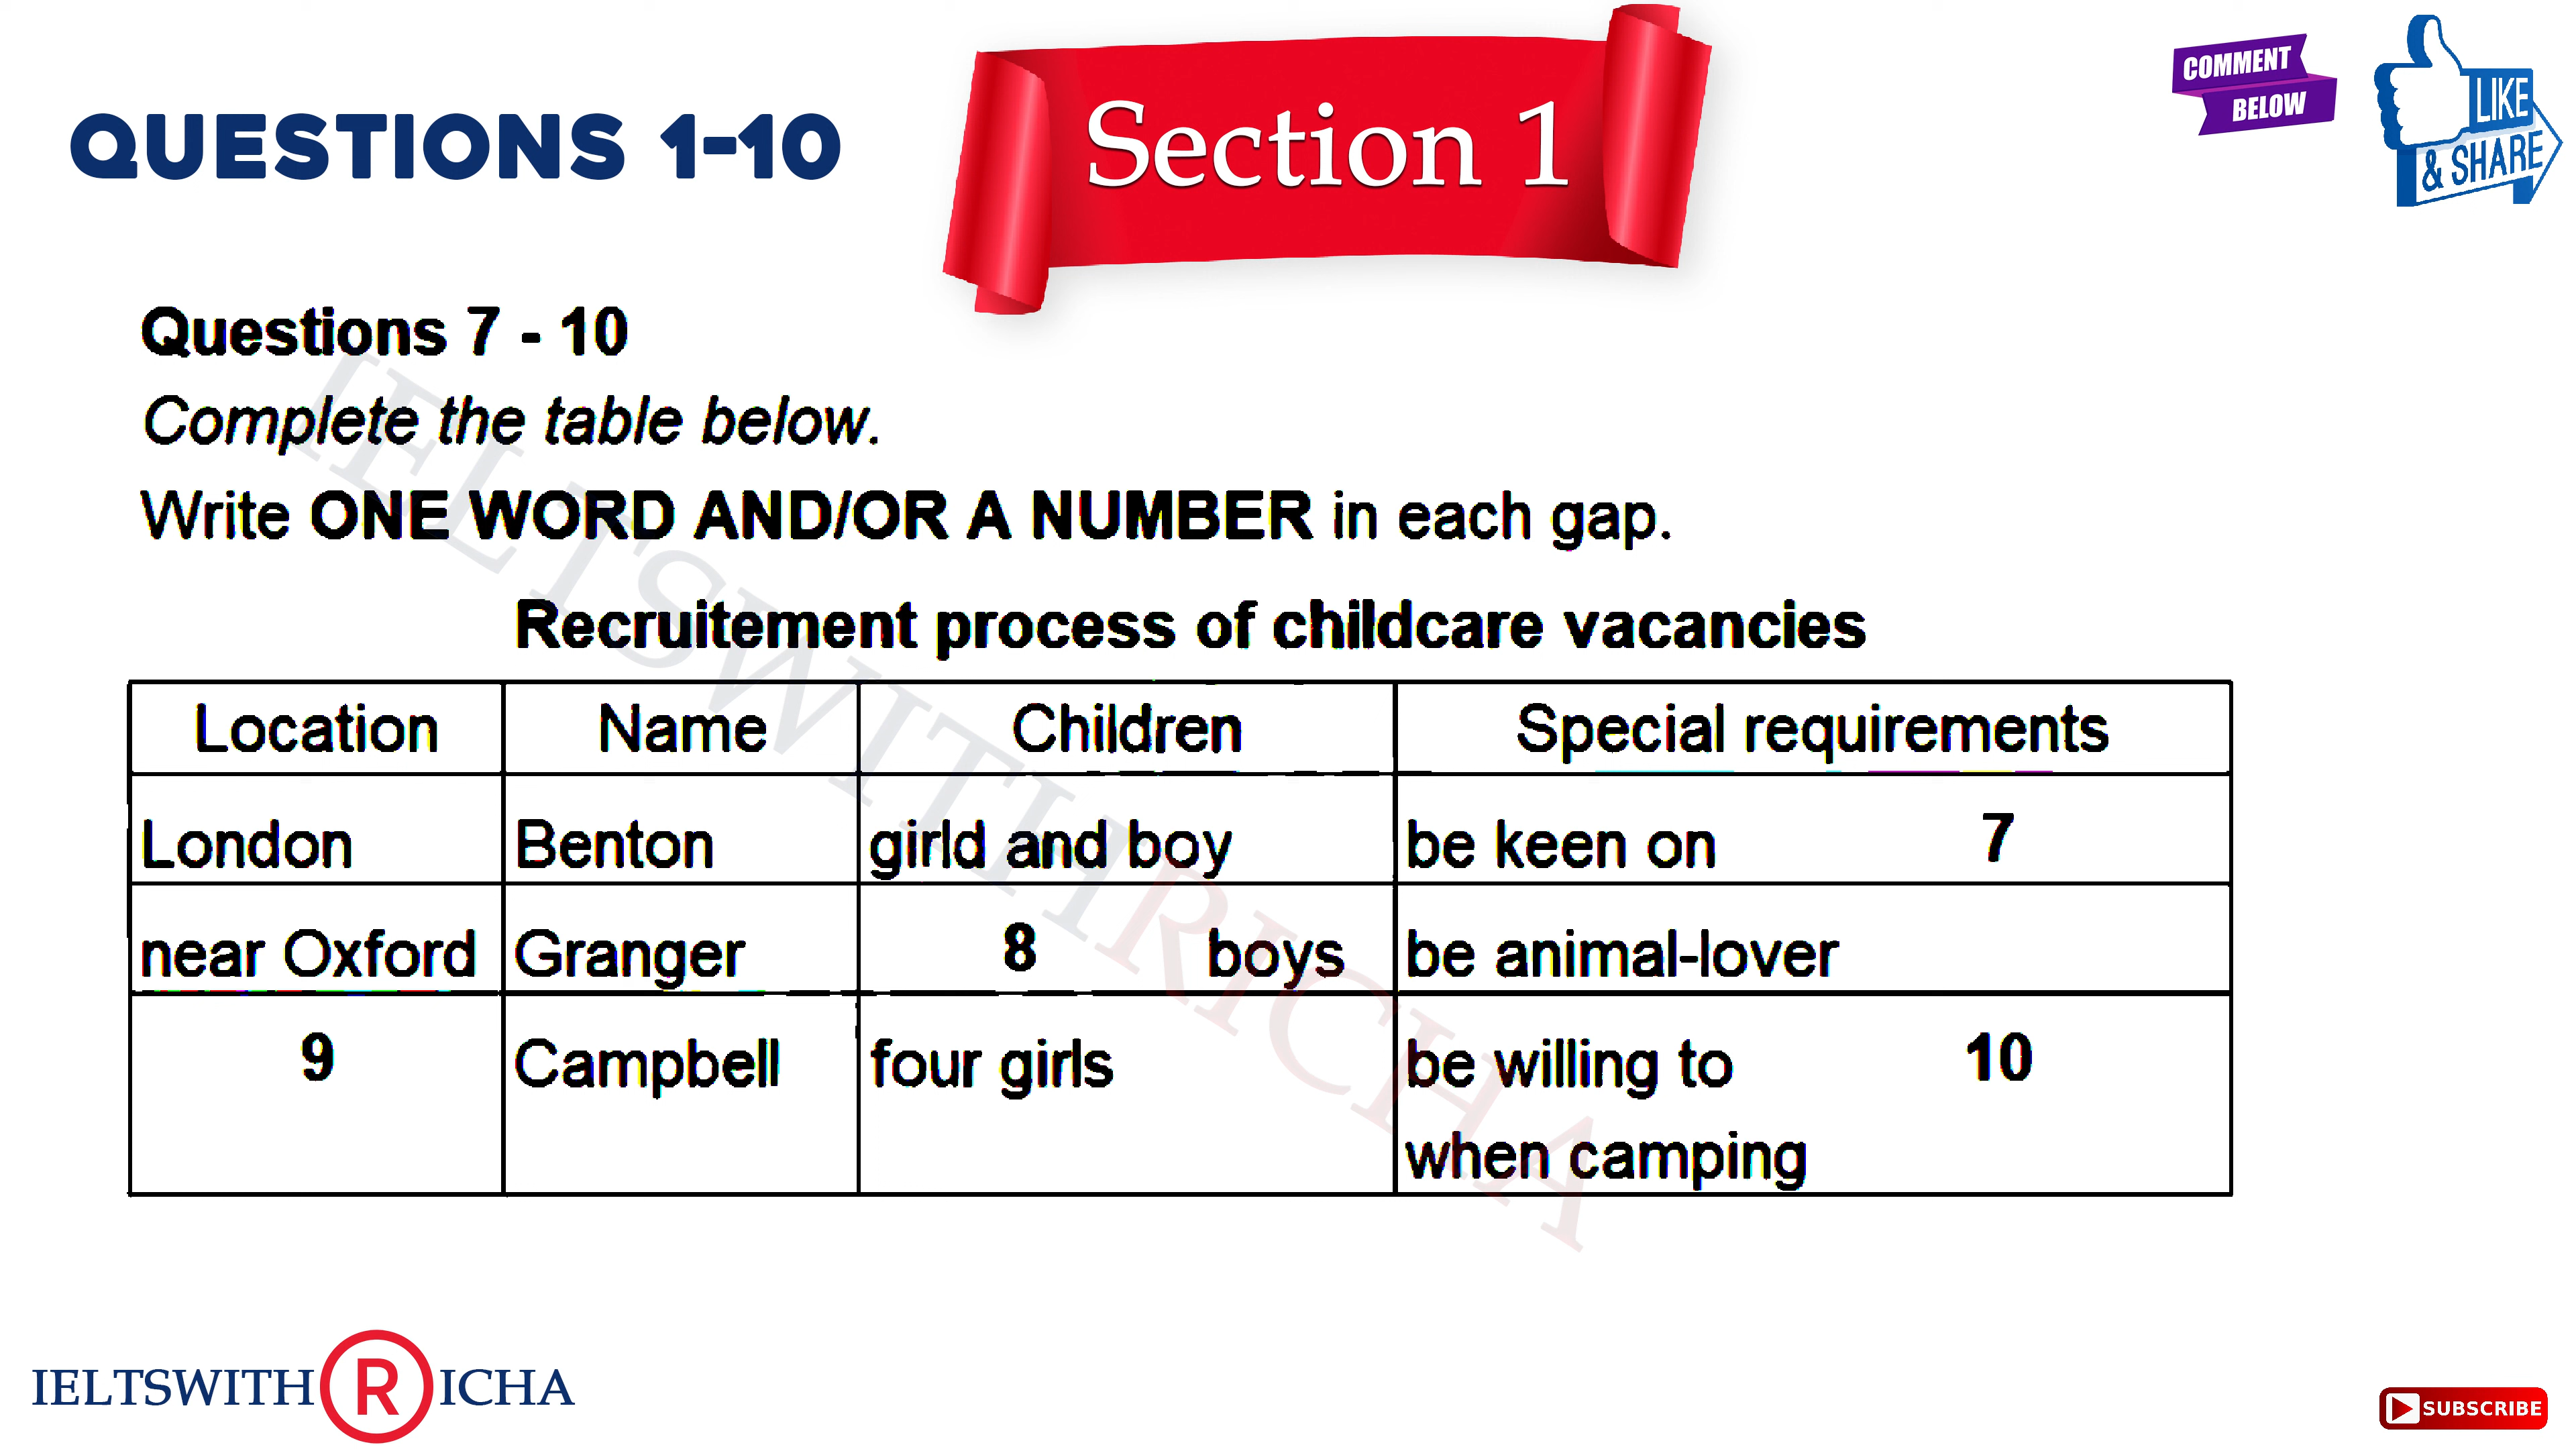 QUESTIONS 1-10
Section 1
COMMENT
BELOW
LIKE
& SHARE
Questions 7 - 10
Complete the table below.
Write ONE WORD AND/OR A NUMBER in each gap.
Recruitement process of childcare vacancies
Location Name Children Special requirements
London Benton girld and boy be keen on 7
near Oxford Granger 8 boys be animal-lover
9 Campbell four girls be willing to 10
when camping
IELTSWITHRICHA
IELTSWITHRICHA
SUBSCRIBE